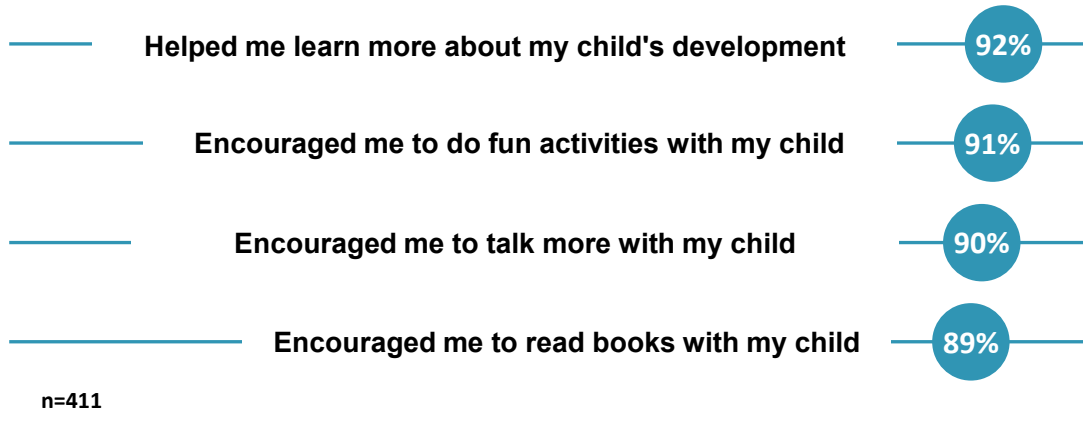 Helped me learn more about my child's development 92%
Encouraged me to do fun activities with my child 91%
Encouraged me to talk more with my child 90%
Encouraged me to read books with my child 89%
n=411